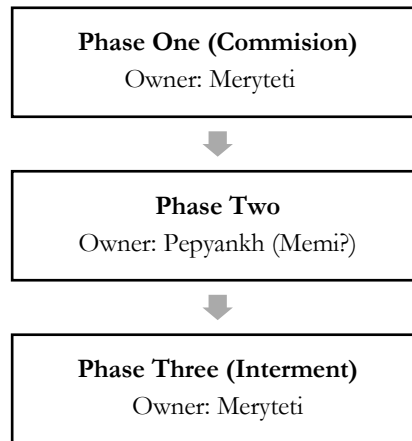 Phase One (Commision)
Owner: Meryteti
Phase Two
Owner: Pepyankh (Memi?)
Phase Three (Interment)
Owner: Meryteti